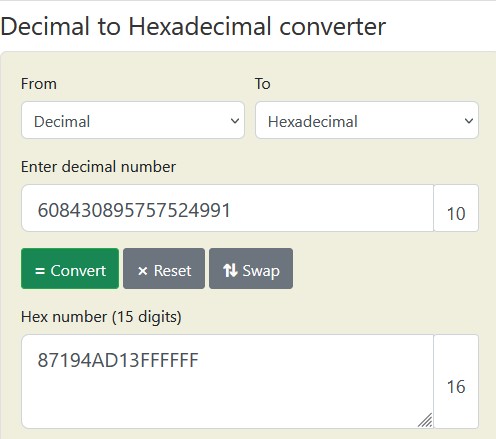 Decimal to Hexadecimal converter
From To
Decimal Hexadecimal
Enter decimal number
608430895757524991 10
= Convert × Reset ⇅ Swap
Hex number (15 digits)
87194AD13FFFFFF
16